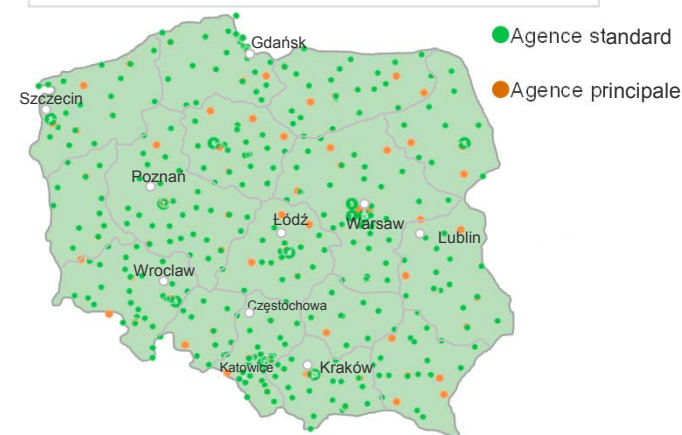 Gdańsk
Agence standard
Agence principale
Szczecin
Poznań
Łódź
Warsaw
Lublin
Wroclaw
Częstochowa
Katowice
Kraków